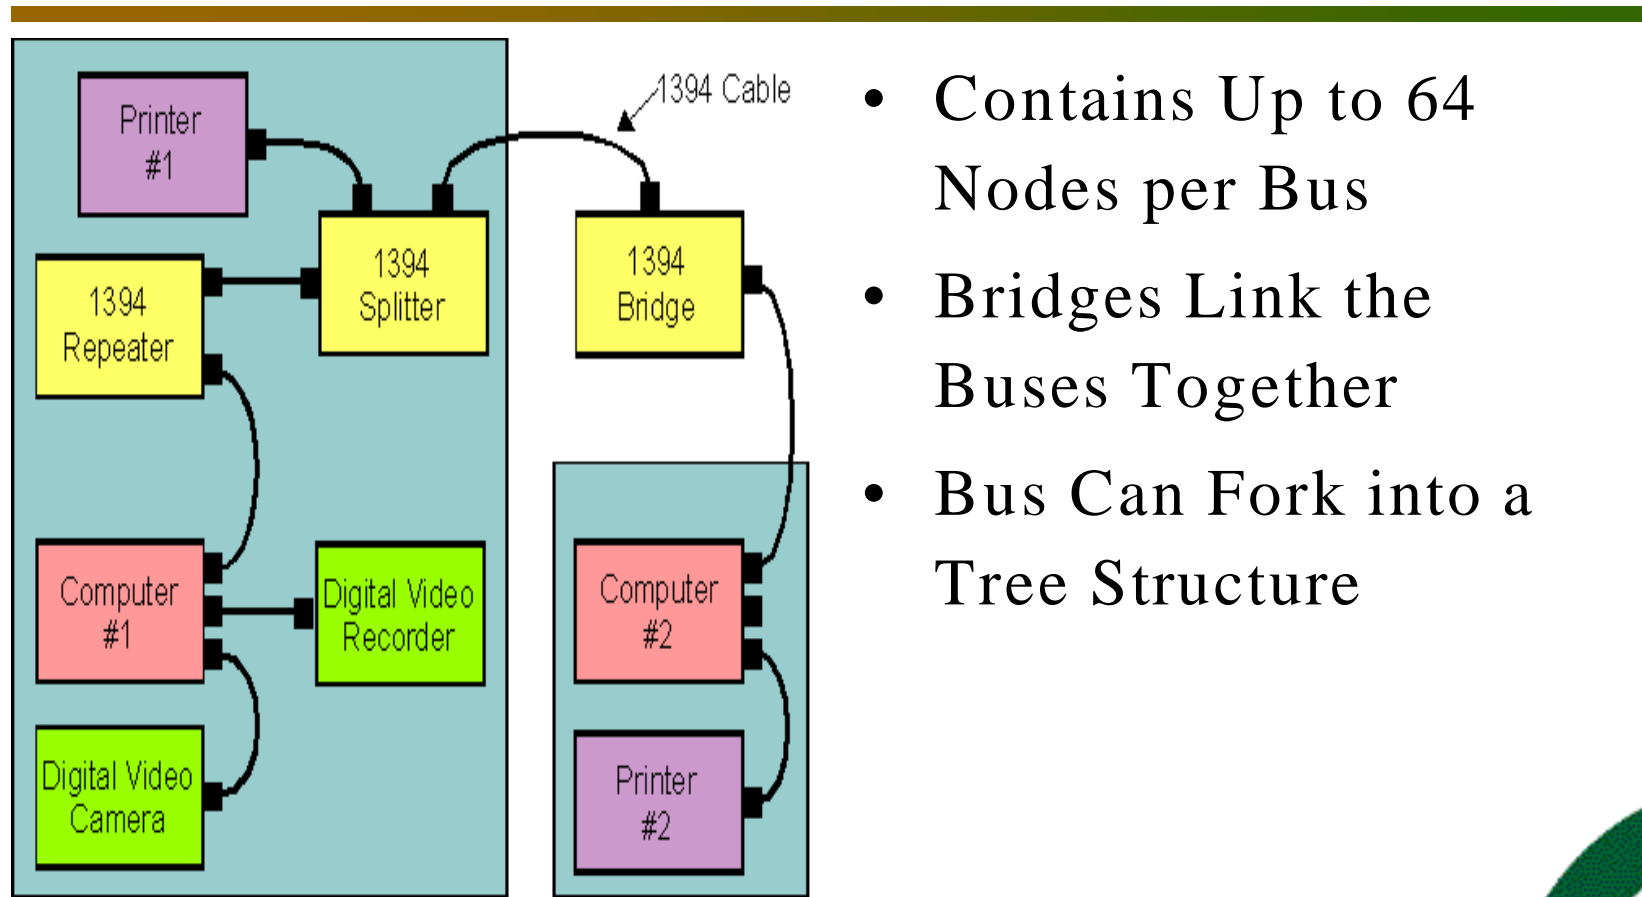 Printer
#1
1394 Cable
1394
Splitter
1394
Bridge
1394
Repeater
Computer
#1
Digital Video
Recorder
Computer
#2
Digital Video
Camera
Printer
#2
• Contains Up to 64
Nodes per Bus
• Bridges Link the
Buses Together
• Bus Can Fork into a
Tree Structure